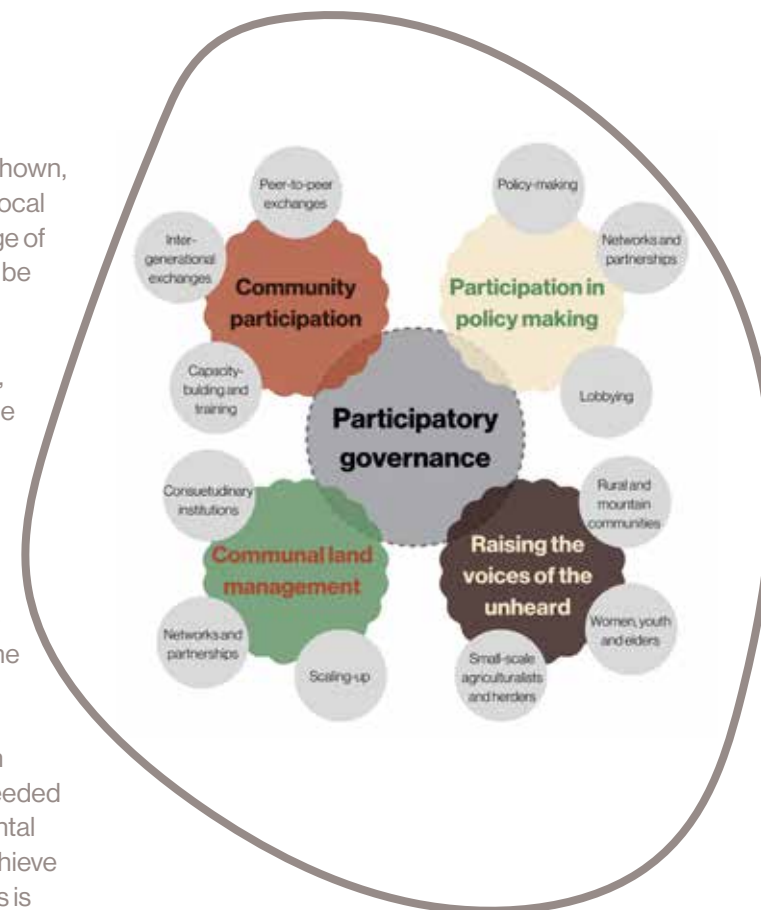 hown,
ocal
ge of
be
,
e
ne
n
eeded
ntal
hieve
s is
Peer-to-peer
exchanges
Inter-
generational
exchanges
Community
participation
Capacity-
bulding and
training
Policy-making
Networks and
partnerships
Participation in
policy making
Lobbying
Participatory
governance
Consuetudinary
institutions
Communal land
management
Networks and
partnerships
Scaling-up
Rural and
mountain
communities
Raising the
voices of the
unheard
Women, youth
and elders
Small-scale
agriculturalists
and herders